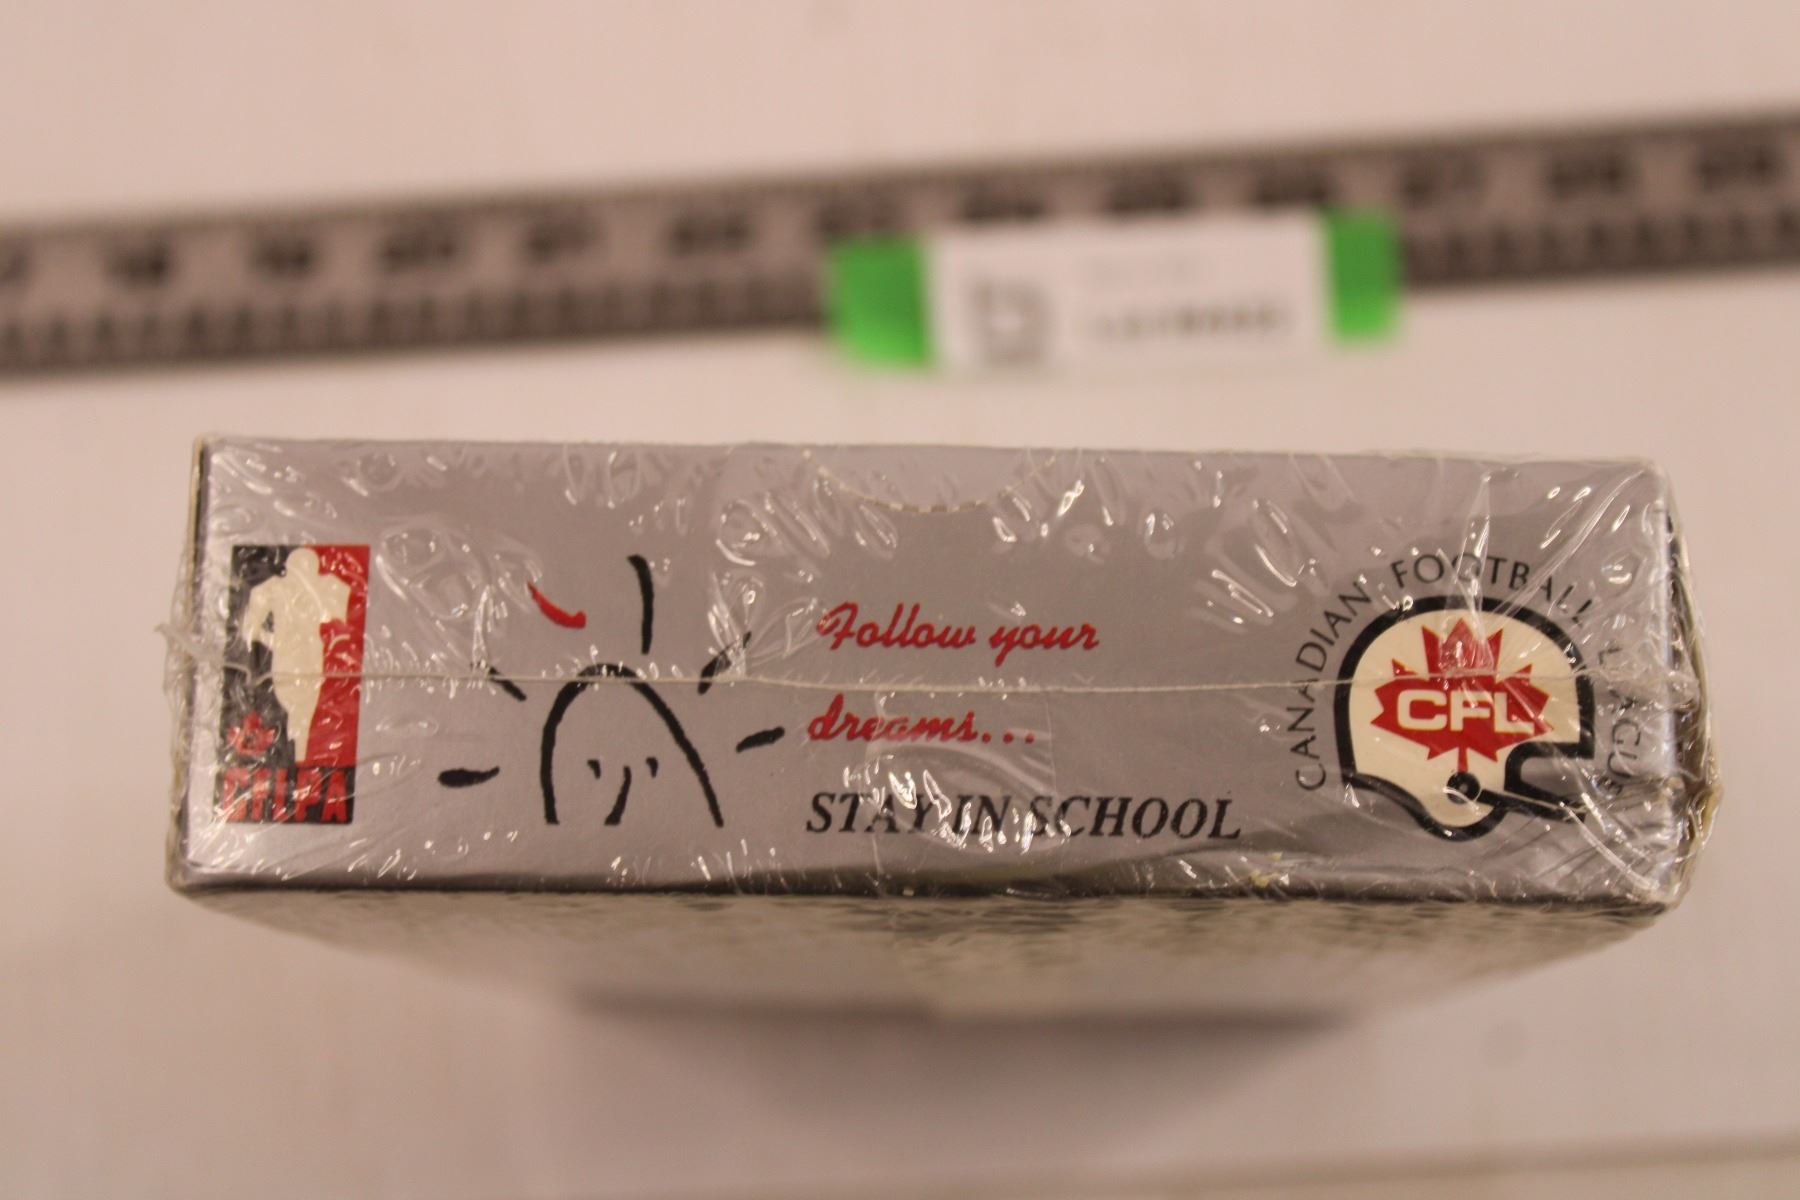 CFLPA
Follow your
dreams...
STAY IN SCHOOL
CANADIAN FOOTBALL LEAGUE
CFL